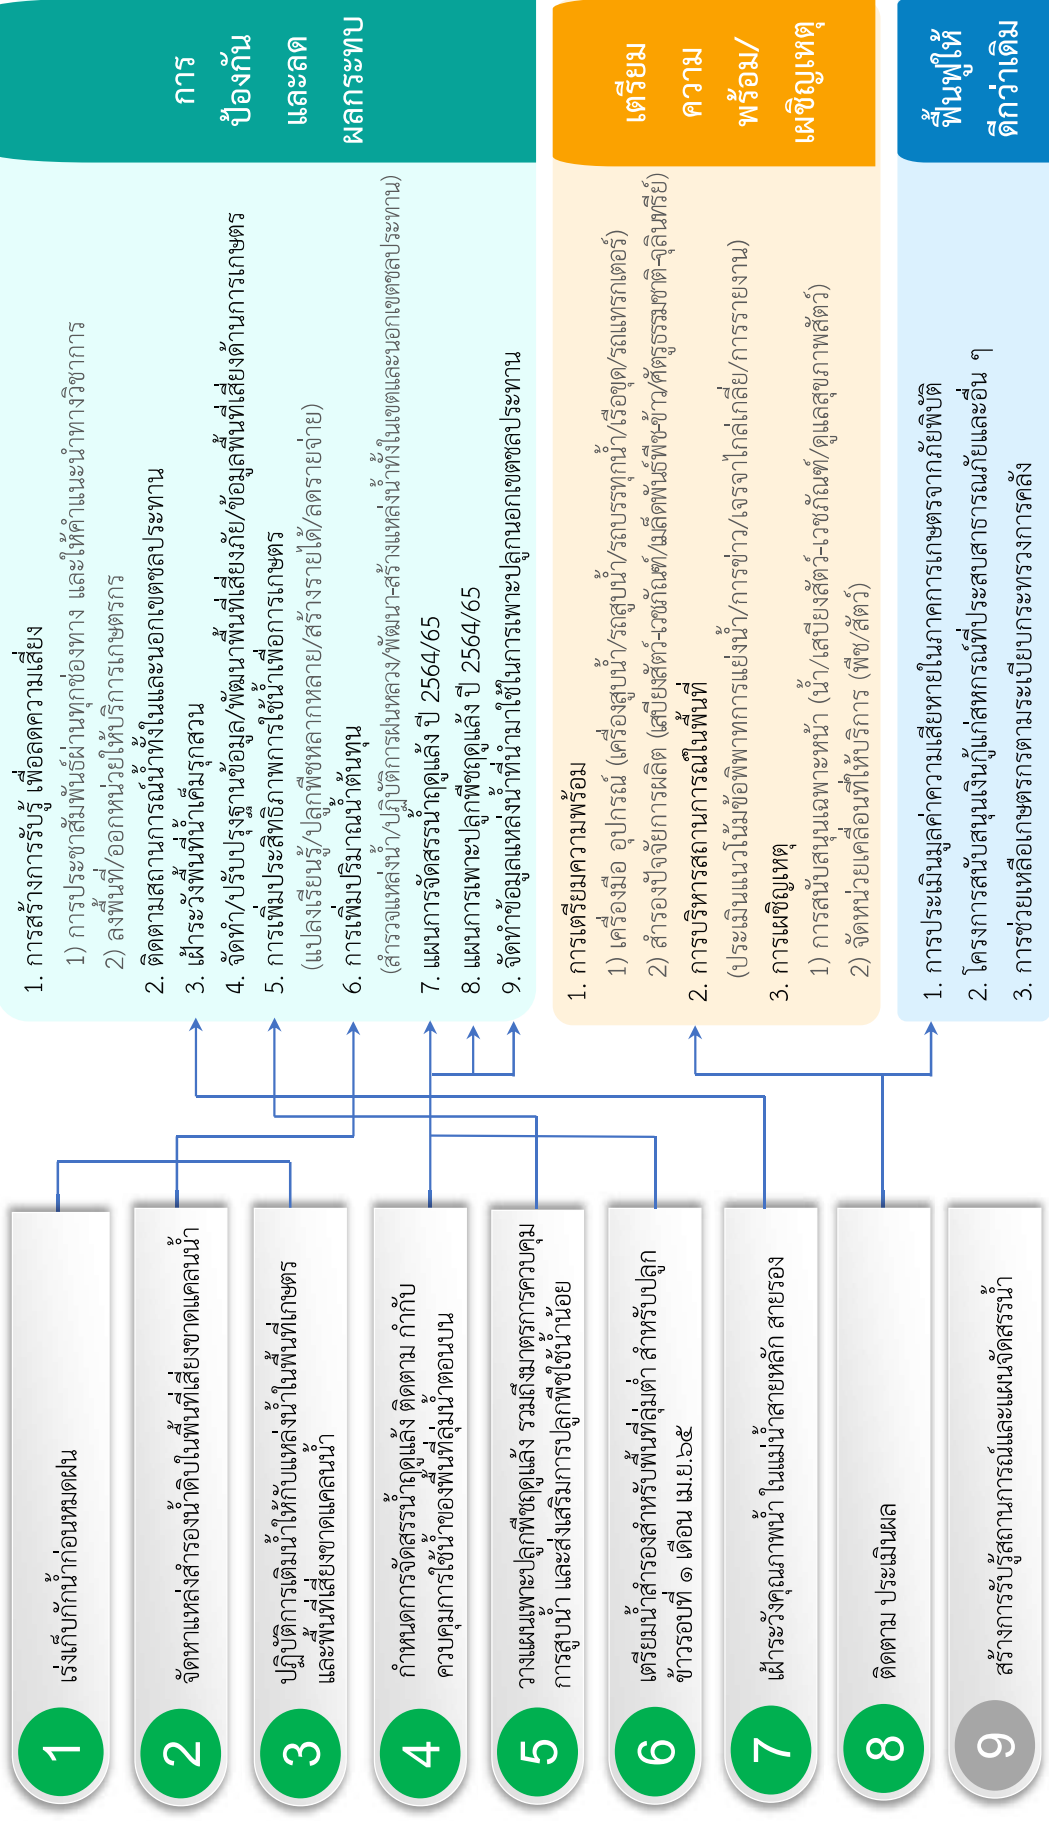 1
เร่งเก็บกักน้ำก่อนหมดฝน
2
จัดหาแหล่งสำรองน้ำดิบในพื้นที่เสี่ยงขาดแคลนน้ำ
3
ปฏิบัติการเติมน้ำให้กับแหล่งน้ำในพื้นที่เกษตร
และพื้นที่เสี่ยงขาดแคลนน้ำ
4
กำหนดการจัดสรรน้ำฤดูแล้ง ติดตาม กำกับ
ควบคุมการใช้น้ำของพื้นที่ลุ่มน้ำตอนบน
5
วางแผนเพาะปลูกพืชฤดูแล้ง รวมถึงมาตรการควบคุม
การสูบน้ำ และส่งเสริมการปลูกพืชใช้น้ำน้อย
6
เตรียมน้ำสำรองสำหรับพื้นที่ลุ่มต่ำ สำหรับปลูก
ข้าวรอบที่ ๑ เดือน เม.ย.๖๕
7
เฝ้าระวังคุณภาพน้ำ ในแม่น้ำสายหลัก สายรอง
8
ติดตาม ประเมินผล
9
สร้างการรับรู้สถานการณ์และแผนจัดสรรน้ำ
การ
ป้องกัน
และลด
ผลกระทบ
1. การสร้างการรับรู้ เพื่อลดความเสี่ยง
1) การประชาสัมพันธ์ผ่านทุกช่องทาง และให้คำแนะนำทางวิชาการ
2) ลงพื้นที่/ออกหน่วยให้บริการเกษตรกร
2. ติดตามสถานการณ์น้ำทั้งในและนอกเขตชลประทาน
3. เฝ้าระวังพื้นที่น้ำเค็มรุกสวน
4. จัดทำ/ปรับปรุงฐานข้อมูล/พัฒนาพื้นที่เสี่ยงภัย/ข้อมูลพื้นที่เสี่ยงด้านการเกษตร
5. การเพิ่มประสิทธิภาพการใช้น้ำเพื่อการเกษตร
(แปลงเรียนรู้/ปลูกพืชหลากหลาย/สร้างรายได้/ลดรายจ่าย)
6. การเพิ่มปริมาณน้ำต้นทุน
(สำรวจแหล่งน้ำ/ปฏิบัติการฝนหลวง/พัฒนา-สร้างแหล่งน้ำทั้งในเขตและนอกเขตชลประทาน)
7. แผนการจัดสรรน้ำฤดูแล้ง ปี 2564/65
8. แผนการเพาะปลูกพืชฤดูแล้ง ปี 2564/65
9. จัดทำข้อมูลแหล่งน้ำที่นำมาใช้ในการเพาะปลูกนอกเขตชลประทาน
เตรียม
ความ
พร้อม/
เผชิญเหตุ
1. การเตรียมความพร้อม
1) เครื่องมือ อุปกรณ์ (เครื่องสูบน้ำ/รถสูบน้ำ/รถบรรทุกน้ำ/เรือขุด/รถแทรกเตอร์)
2) สำรองปัจจัยการผลิต (เสบียงสัตว์-เวชภัณฑ์/เมล็ดพันธ์พืช-ข้าว/ศัตรูธรรมชาติ-จุลินทรีย์)
2. การบริหารสถานการณ์ในพื้นที่
(ประเมินแนวโน้มข้อพิพาทการแย่งน้ำ/การข่าว/เจรจาไกล่เกลี่ย/การรายงาน)
3. การเผชิญเหตุ
1) การสนับสนุนเฉพาะหน้า (น้ำ/เสบียงสัตว์-เวชภัณฑ์/ดูแลสุขภาพสัตว์)
2) จัดหน่วยเคลื่อนที่ให้บริการ (พืช/สัตว์)
ฟื้นฟูให้
ดีกว่าเดิม
1. การประเมินมูลค่าความเสียหายในภาคการเกษตรจากภัยพิบัติ
2. โครงการสนับสนุนเงินกู้แก่สหกรณ์ที่ประสบสาธารณภัยและอื่น ๆ
3. การช่วยเหลือเกษตรกรตามระเบียบกระทรวงการคลัง